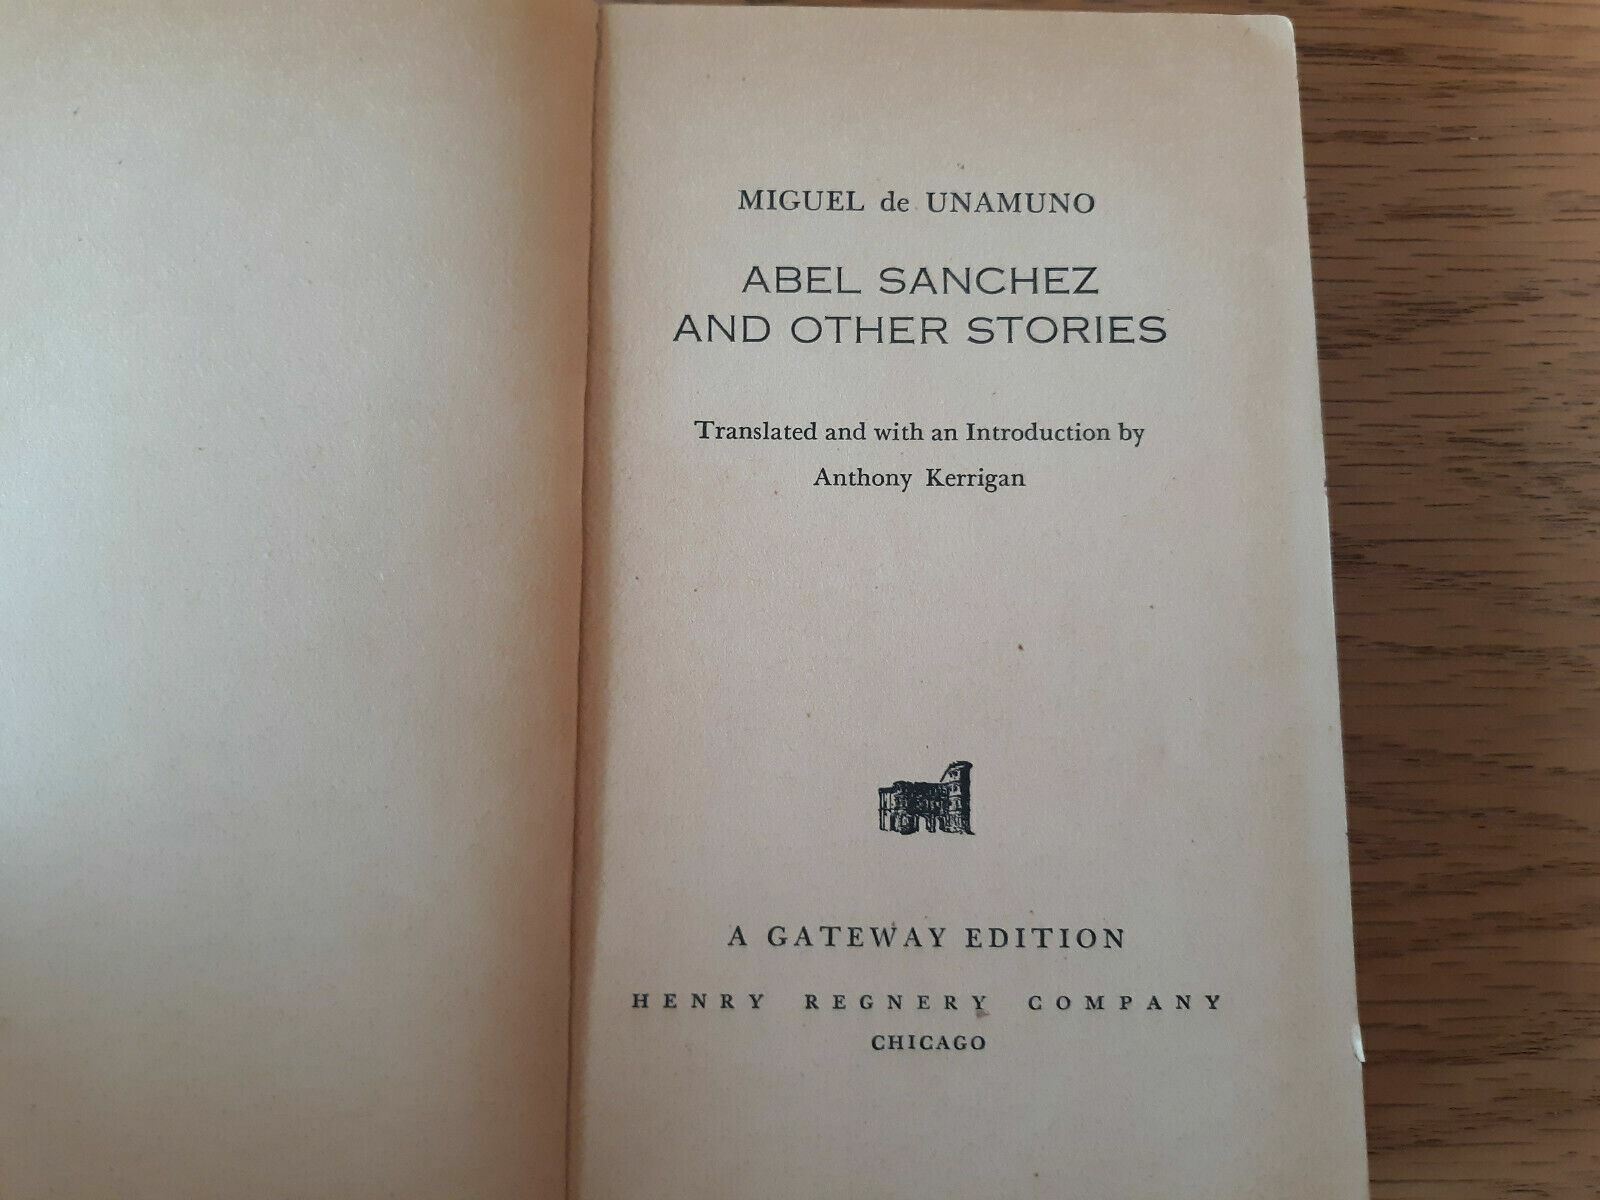 MIGUEL de UNAMUNO
ABEL SANCHEZ
AND OTHER STORIES
Translated and with an Introduction by
Anthony Kerrigan
A GATEWAY EDITION
HENRY REGNERY COMPANY
CHICAGO